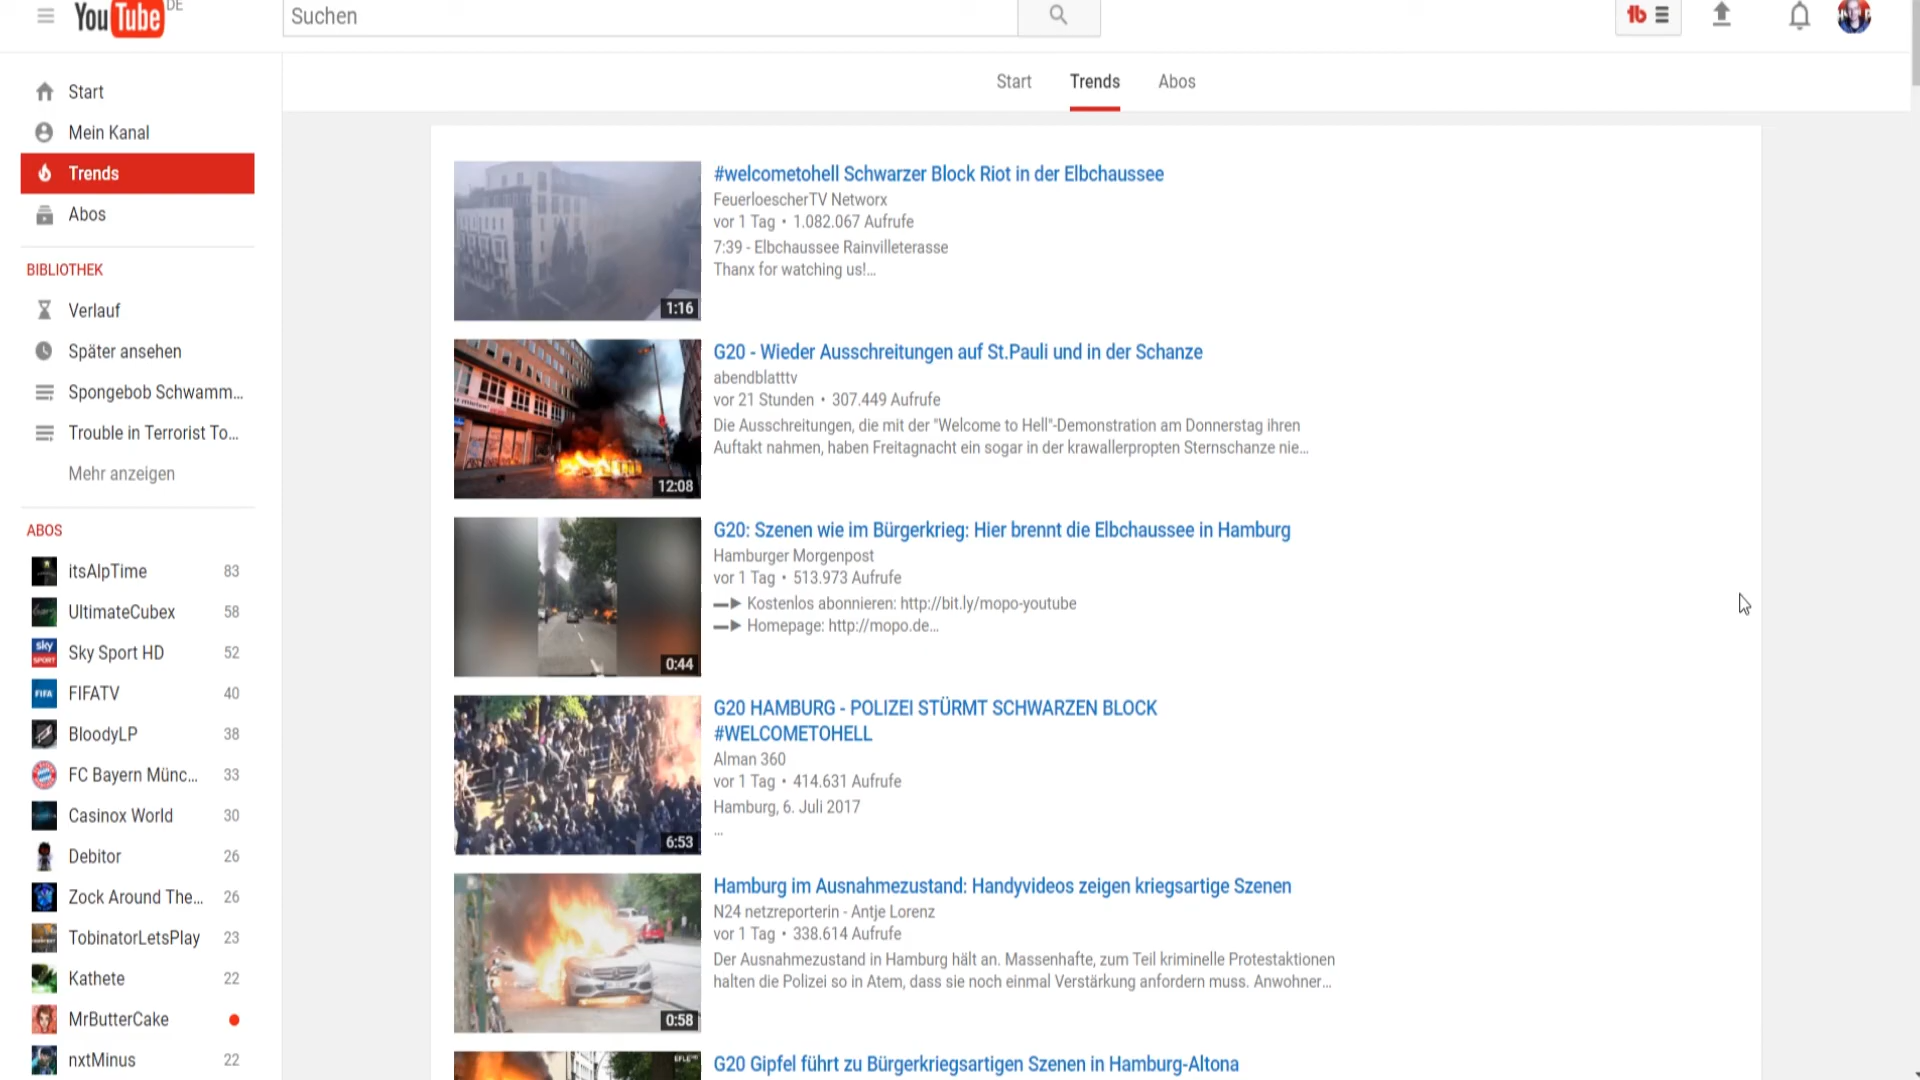 YouTube DE
Suchen
Start
Mein Kanal
Trends
Abos
BIBLIOTHEK
Verlauf
Später ansehen
Spongebob Schwamm...
Trouble in Terrorist To...
Mehr anzeigen
ABOS
itsAlpTime 83
UltimateCubex 58
sky SPORT
Sky Sport HD 52
FIFA
FIFATV 40
BloodyLP 38
FC Bayern Münc... 33
Casinox World 30
Debitor 26
Zock Around The... 26
TobinatorLetsPlay 23
Kathete 22
MrButterCake
nxtMinus 22
Start Trends Abos
#welcometohell Schwarzer Block Riot in der Elbchaussee
FeuerloescherTV Networx
vor 1 Tag • 1.082.067 Aufrufe
7:39 - Elbchaussee Rainvilleterasse
Thanx for watching us!...
1:16
G20 - Wieder Ausschreitungen auf St.Pauli und in der Schanze
abendblatttv
vor 21 Stunden • 307.449 Aufrufe
Die Ausschreitungen, die mit der "Welcome to Hell"-Demonstration am Donnerstag ihren
Auftakt nahmen, haben Freitagnacht ein sogar in der krawallerpropten Sternschanze nie...
12:08
G20: Szenen wie im Bürgerkrieg: Hier brennt die Elbchaussee in Hamburg
Hamburger Morgenpost
vor 1 Tag • 513.973 Aufrufe
Kostenlos abonnieren: http://bit.ly/mopo-youtube
Homepage: http://mopo.de...
0:44
G20 HAMBURG - POLIZEI STÜRMT SCHWARZEN BLOCK
#WELCOMETOHELL
Alman 360
vor 1 Tag • 414.631 Aufrufe
Hamburg, 6. Juli 2017
...
6:53
Hamburg im Ausnahmezustand: Handyvideos zeigen kriegsartige Szenen
N24 netzreporterin - Antje Lorenz
vor 1 Tag • 338.614 Aufrufe
Der Ausnahmezustand in Hamburg hält an. Massenhafte, zum Teil kriminelle Protestaktionen
halten die Polizei so in Atem, dass sie noch einmal Verstärkung anfordern muss. Anwohner...
0:58
G20 Gipfel führt zu Bürgerkriegsartigen Szenen in Hamburg-Altona